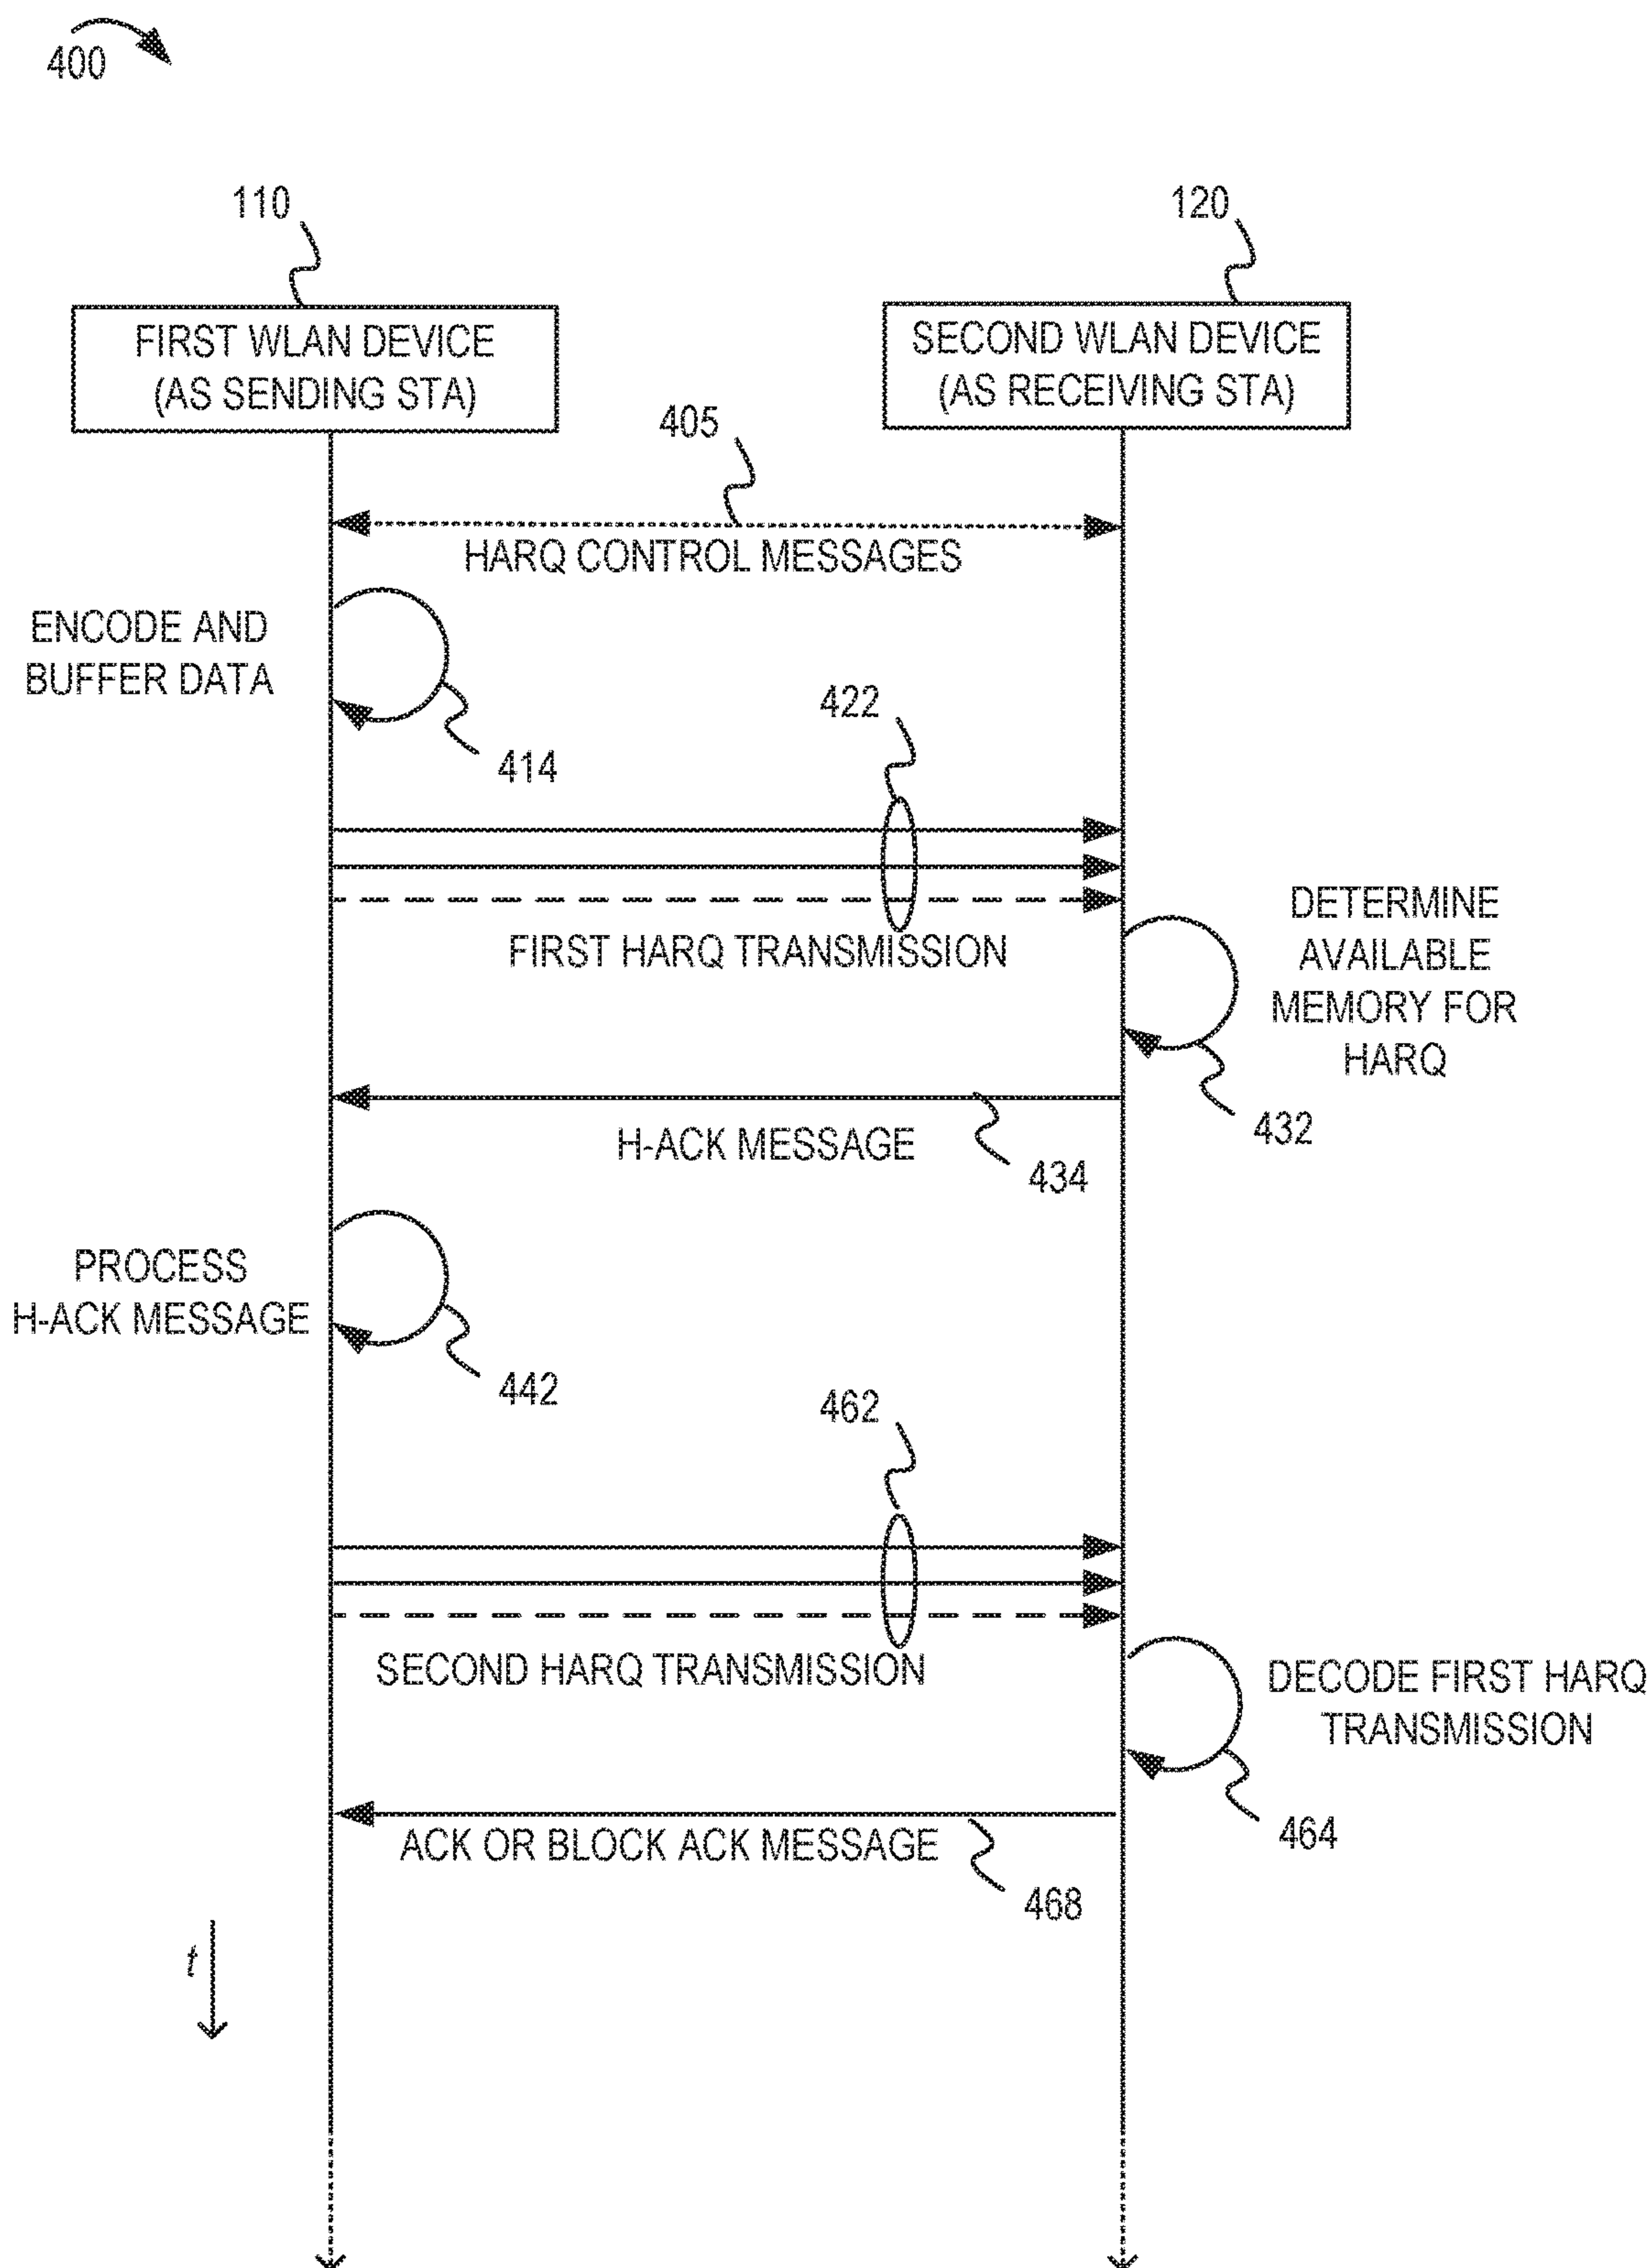 400
110
120
FIRST WLAN DEVICE
(AS SENDING STA)
SECOND WLAN DEVICE
(AS RECEIVING STA)
405
HARQ CONTROL MESSAGES
ENCODE AND
BUFFER DATA
414
422
FIRST HARQ TRANSMISSION
DETERMINE
AVAILABLE
MEMORY FOR
HARQ
432
H-ACK MESSAGE
434
PROCESS
H-ACK MESSAGE
442
462
SECOND HARQ TRANSMISSION
DECODE FIRST HARQ
TRANSMISSION
464
ACK OR BLOCK ACK MESSAGE
468
t